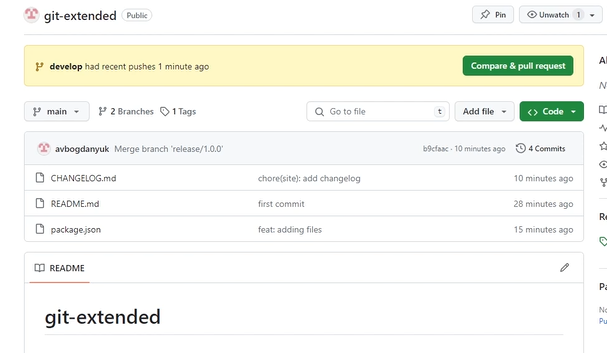 git-extended Public Pin Unwatch 1
develop had recent pushes 1 minute ago Compare & pull request
main 2 Branches 1 Tags Go to file t Add file Code
avbogdanyuk Merge branch 'release/1.0.0' b9cfaac · 10 minutes ago 4 Commits
CHANGELOG.md chore(site): add changelog 10 minutes ago
README.md first commit 28 minutes ago
package.json feat: adding files 15 minutes ago
README
git-extended